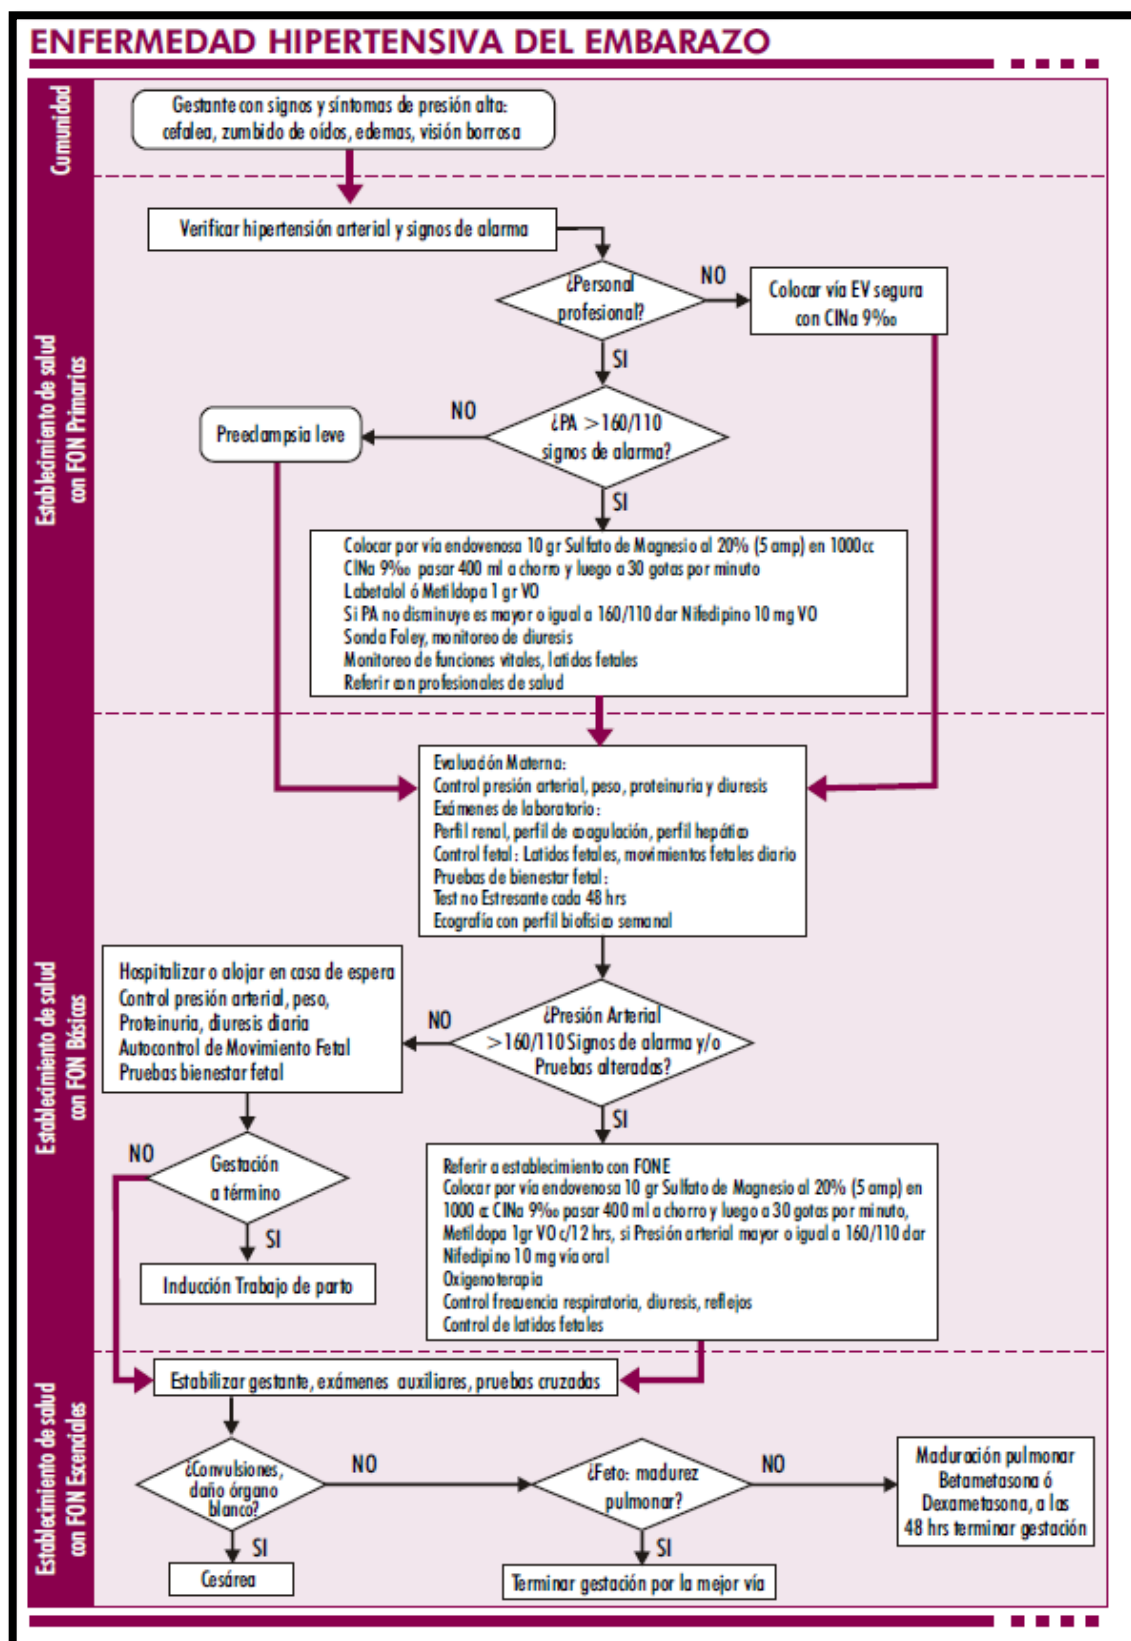 ENFERMEDAD HIPERTENSIVA DEL EMBARAZO
Cumunidad
Gestante con signos y síntomas de presión alta:
cefalea, zumbido de oídos, edemas, visión borrosa
Establecimiento de salud
con FON Primarias
Verificar hipertensión arterial y signos de alarma
¿Personal
profesional?
NO
Colocar vía EV segura
con ClNa 9‰
SI
¿PA >160/110
signos de alarma?
NO
Preeclampsia leve
SI
Colocar por vía endovenosa 10 gr Sulfato de Magnesio al 20% (5 amp) en 1000cc
ClNa 9‰ pasar 400 ml a chorro y luego a 30 gotas por minuto
Labetalol ó Metildopa 1 gr VO
Si PA no disminuye es mayor o igual a 160/110 dar Nifedipino 10 mg VO
Sonda Foley, monitoreo de diuresis
Monitoreo de funciones vitales, latidos fetales
Referir con profesionales de salud
Establecimiento de salud
con FON Básicas
Evaluación Materna:
Control presión arterial, peso, proteinuria y diuresis
Exámenes de laboratorio:
Perfil renal, perfil de coagulación, perfil hepático
Control fetal: Latidos fetales, movimientos fetales diario
Pruebas de bienestar fetal:
Test no Estresante cada 48 hrs
Ecografía con perfil biofísico semanal
¿Presión Arterial
>160/110 Signos de alarma y/o
Pruebas alteradas?
NO
Hospitalizar o alojar en casa de espera
Control presión arterial, peso,
Proteinuria, diuresis diaria
Autocontrol de Movimiento Fetal
Pruebas bienestar fetal
Gestación
a término
NO
SI
Inducción Trabajo de parto
SI
Referir a establecimiento con FONE
Colocar por vía endovenosa 10 gr Sulfato de Magnesio al 20% (5 amp) en
1000 cc ClNa 9‰ pasar 400 ml a chorro y luego a 30 gotas por minuto,
Metildopa 1gr VO c/12 hrs, si Presión arterial mayor o igual a 160/110 dar
Nifedipino 10 mg vía oral
Oxigenoterapia
Control frecuencia respiratoria, diuresis, reflejos
Control de latidos fetales
Establecimiento de salud
con FON Escenciales
Estabilizar gestante, exámenes auxiliares, pruebas cruzadas
¿Convulsiones,
daño órgano
blanco?
NO
SI
Cesárea
¿Feto: madurez
pulmonar?
NO
SI
Terminar gestación por la mejor vía
Maduración pulmonar
Betametasona ó
Dexametasona, a las
48 hrs terminar gestación